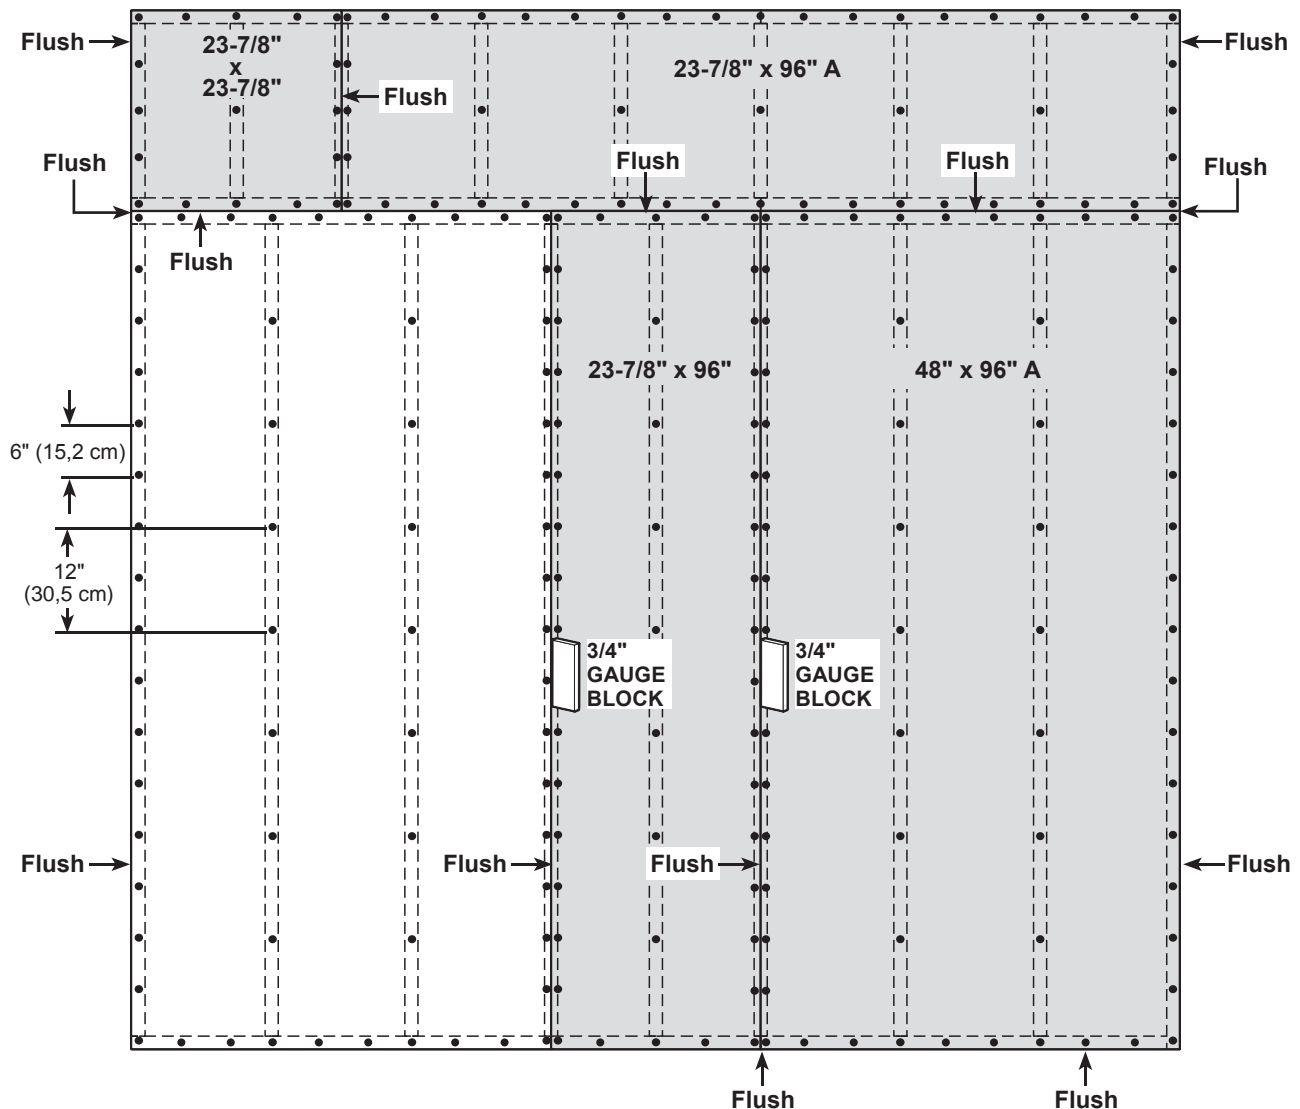 Flush
23-7/8"
x
23-7/8"
Flush
23-7/8" x 96" A
Flush
Flush
Flush
Flush
Flush
Flush
23-7/8" x 96"
48" x 96" A
6" (15,2 cm)
12"
(30,5 cm)
3/4"
GAUGE
BLOCK
3/4"
GAUGE
BLOCK
Flush
Flush
Flush
Flush
Flush
Flush